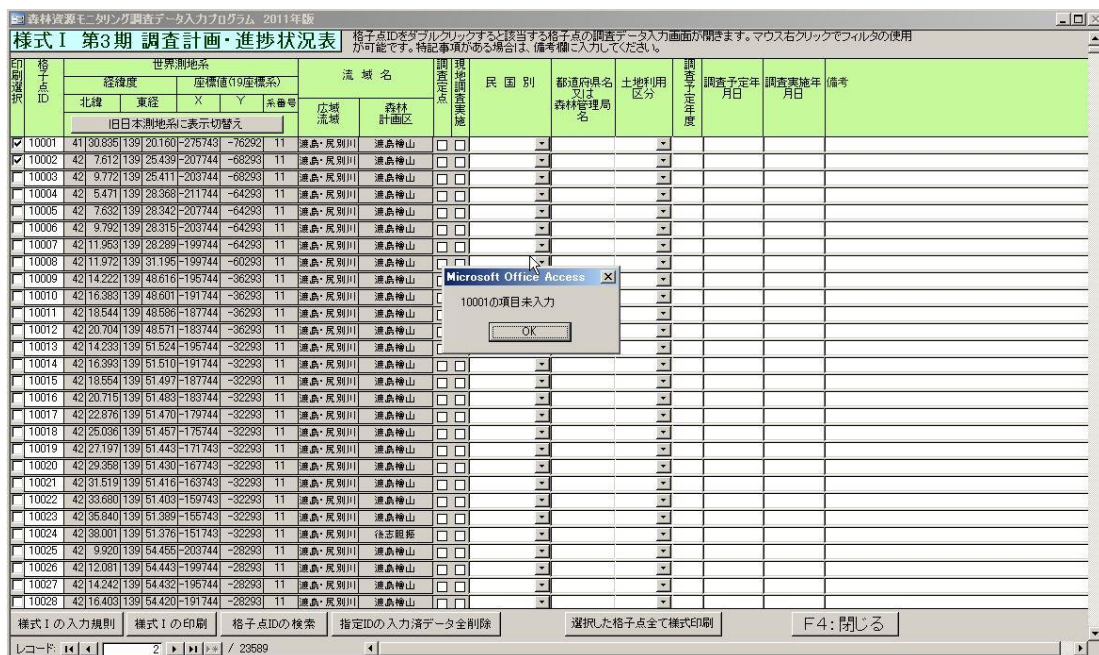 森林資源モニタリング調査データ入力プログラム 2011年版
様式Ⅰ 第3期 調査計画・進捗状況表 格子点IDをダブルクリックすると該当する格子点の調査データ入力画面が開きます。マウス右クリックでフィルタの使用
が可能です。特記事項がある場合は、備考欄に入力してください。
印刷選択 格子点ID 世界測地系 流域名 調査定点 現地調査実施 民国別 都道府県名又は森林管理局名 土地利用区分 調査予定年度 調査予定年月日 調査実施年月日 備考
経緯度 座標値(19座標系)
北緯 東経 X Y 系番号 広域流域 森林計画区
旧日本測地系に表示切替え
10001 41 30.835 139 20.160 -275743 -76292 11 渡島・尻別川 渡島檜山
10002 42 7.612 139 25.439 -207744 -68293 11 渡島・尻別川 渡島檜山
10003 42 9.772 139 25.411 -203744 -68293 11 渡島・尻別川 渡島檜山
10004 42 5.471 139 28.368 -211744 -64293 11 渡島・尻別川 渡島檜山
10005 42 7.632 139 28.342 -207744 -64293 11 渡島・尻別川 渡島檜山
10006 42 9.792 139 28.315 -203744 -64293 11 渡島・尻別川 渡島檜山
10007 42 11.953 139 28.289 -199744 -64293 11 渡島・尻別川 渡島檜山
10008 42 11.972 139 31.195 -199744 -60293 11 渡島・尻別川 渡島檜山
10009 42 14.222 139 48.616 -195744 -36293 11 渡島・尻別川 渡島檜山
Microsoft Office Access
10010 42 16.383 139 48.601 -191744 -36293 11 渡島・尻別川 渡島檜山
10001の項目未入力
10011 42 18.544 139 48.586 -187744 -36293 11 渡島・尻別川 渡島檜山
10012 42 20.704 139 48.571 -183744 -36293 11 渡島・尻別川 渡島檜山
OK
10013 42 14.233 139 51.524 -195744 -32293 11 渡島・尻別川 渡島檜山
10014 42 16.393 139 51.510 -191744 -32293 11 渡島・尻別川 渡島檜山
10015 42 18.554 139 51.497 -187744 -32293 11 渡島・尻別川 渡島檜山
10016 42 20.715 139 51.483 -183744 -32293 11 渡島・尻別川 渡島檜山
10017 42 22.876 139 51.470 -179744 -32293 11 渡島・尻別川 渡島檜山
10018 42 25.036 139 51.457 -175744 -32293 11 渡島・尻別川 渡島檜山
10019 42 27.197 139 51.443 -171743 -32293 11 渡島・尻別川 渡島檜山
10020 42 29.358 139 51.430 -167743 -32293 11 渡島・尻別川 渡島檜山
10021 42 31.519 139 51.416 -163743 -32293 11 渡島・尻別川 渡島檜山
10022 42 33.680 139 51.403 -159743 -32293 11 渡島・尻別川 渡島檜山
10023 42 35.840 139 51.389 -155743 -32293 11 渡島・尻別川 渡島檜山
10024 42 38.001 139 51.376 -151743 -32293 11 渡島・尻別川 後志胆振
10025 42 9.920 139 54.455 -203744 -28293 11 渡島・尻別川 渡島檜山
10026 42 12.081 139 54.443 -199744 -28293 11 渡島・尻別川 渡島檜山
10027 42 14.242 139 54.432 -195744 -28293 11 渡島・尻別川 渡島檜山
10028 42 16.403 139 54.420 -191744 -28293 11 渡島・尻別川 渡島檜山
様式Ⅰの入力規則 様式Ⅰの印刷 格子点IDの検索 指定IDの入力済データ全削除 選択した格子点全て様式印刷 F4:閉じる
レコード: 2 / 23589